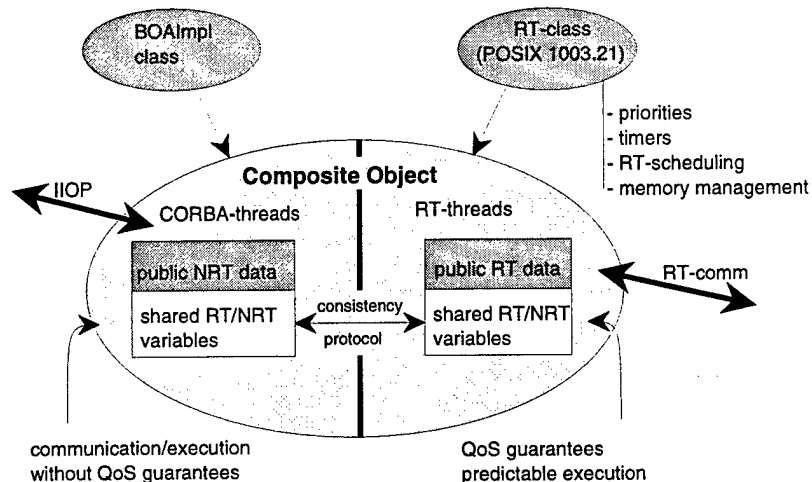 BOAImpl
class
RT-class
(POSIX 1003.21)
- priorities
- timers
- RT-scheduling
- memory management
Composite Object
IIOP
CORBA-threads
RT-threads
public NRT data
public RT data
RT-comm
shared RT/NRT
variables
consistency
protocol
shared RT/NRT
variables
communication/execution
without QoS guarantees
QoS guarantees
predictable execution